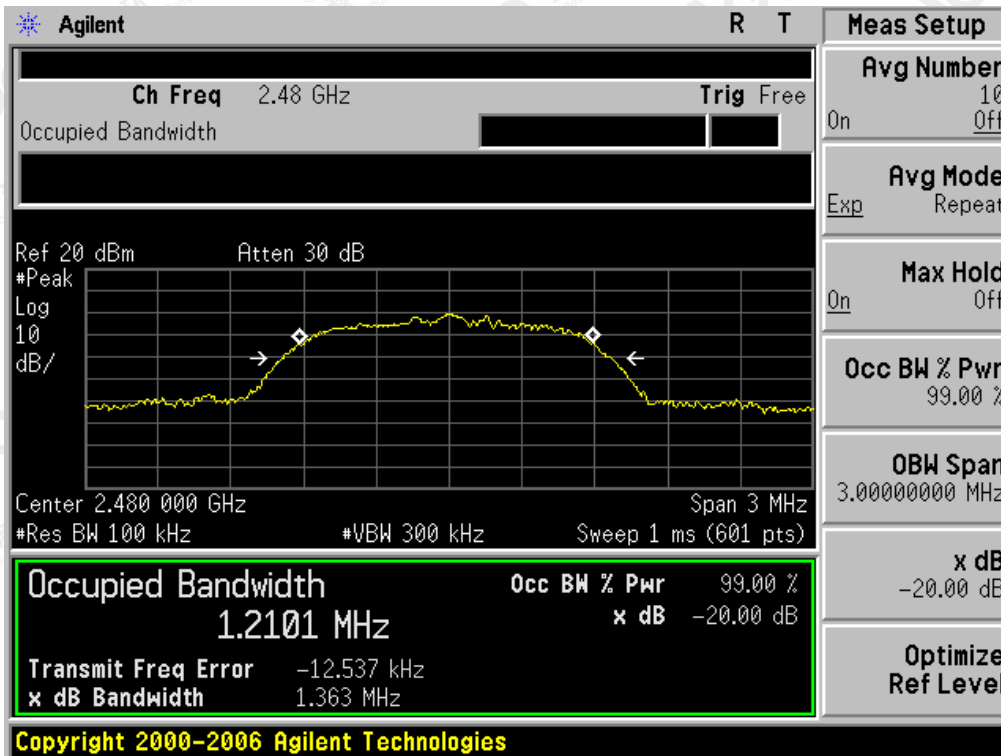 Agilent R T
Ch Freq 2.48 GHz Trig Free
Occupied Bandwidth
Ref 20 dBm Atten 30 dB
#Peak
Log
10
dB/
Center 2.480 000 GHz Span 3 MHz
#Res BW 100 kHz #VBW 300 kHz Sweep 1 ms (601 pts)
Occupied Bandwidth Occ BW % Pwr 99.00 %
1.2101 MHz x dB -20.00 dB
Transmit Freq Error -12.537 kHz
x dB Bandwidth 1.363 MHz
Copyright 2000-2006 Agilent Technologies
Meas Setup
Avg Number
10
On Off
Avg Mode
Exp Repeat
Max Hold
On Off
Occ BW % Pwr
99.00 %
OBW Span
3.00000000 MHz
x dB
-20.00 dB
Optimize
Ref Level